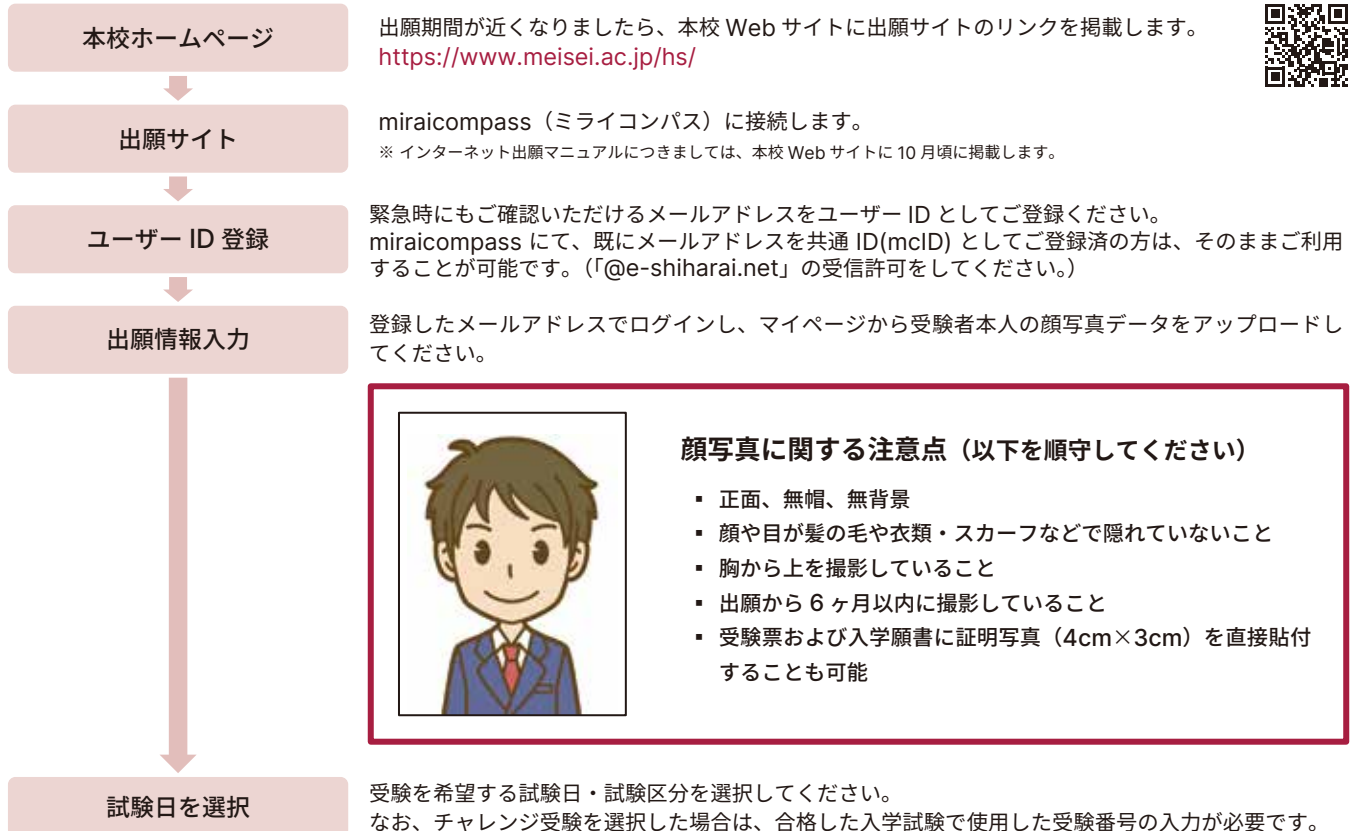 本校ホームページ
出願期間が近くなりましたら、本校 Web サイトに出願サイトのリンクを掲載します。
https://www.meisei.ac.jp/hs/
出願サイト
miraicompass（ミライコンパス）に接続します。
※ インターネット出願マニュアルにつきましては、本校 Web サイトに 10 月頃に掲載します。
ユーザー ID 登録
緊急時にもご確認いただけるメールアドレスをユーザー ID としてご登録ください。
miraicompass にて、既にメールアドレスを共通 ID(mcID) としてご登録済の方は、そのままご利用
することが可能です。（「@e-shiharai.net」の受信許可をしてください。）
出願情報入力
登録したメールアドレスでログインし、マイページから受験者本人の顔写真データをアップロードし
てください。
顔写真に関する注意点（以下を順守してください）
▪ 正面、無帽、無背景
▪ 顔や目が髪の毛や衣類・スカーフなどで隠れていないこと
▪ 胸から上を撮影していること
▪ 出願から 6 ヶ月以内に撮影していること
▪ 受験票および入学願書に証明写真（4cm×3cm）を直接貼付
することも可能
試験日を選択
受験を希望する試験日・試験区分を選択してください。
なお、チャレンジ受験を選択した場合は、合格した入学試験で使用した受験番号の入力が必要です。